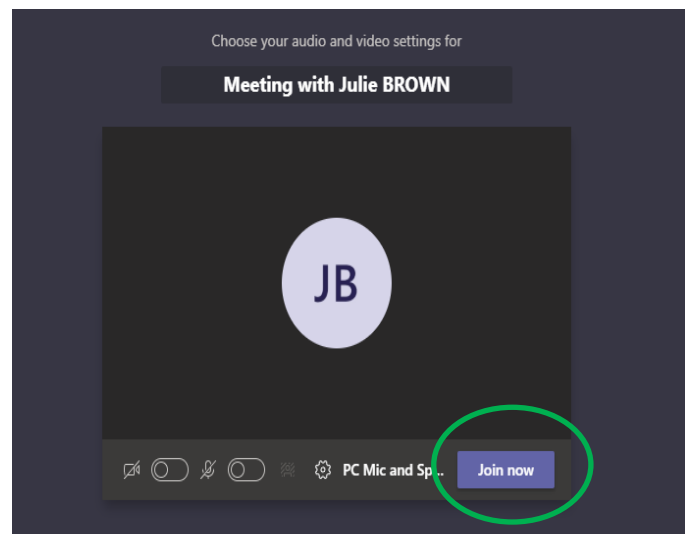 Choose your audio and video settings for
Meeting with Julie BROWN
JB
PC Mic and Sp... Join now